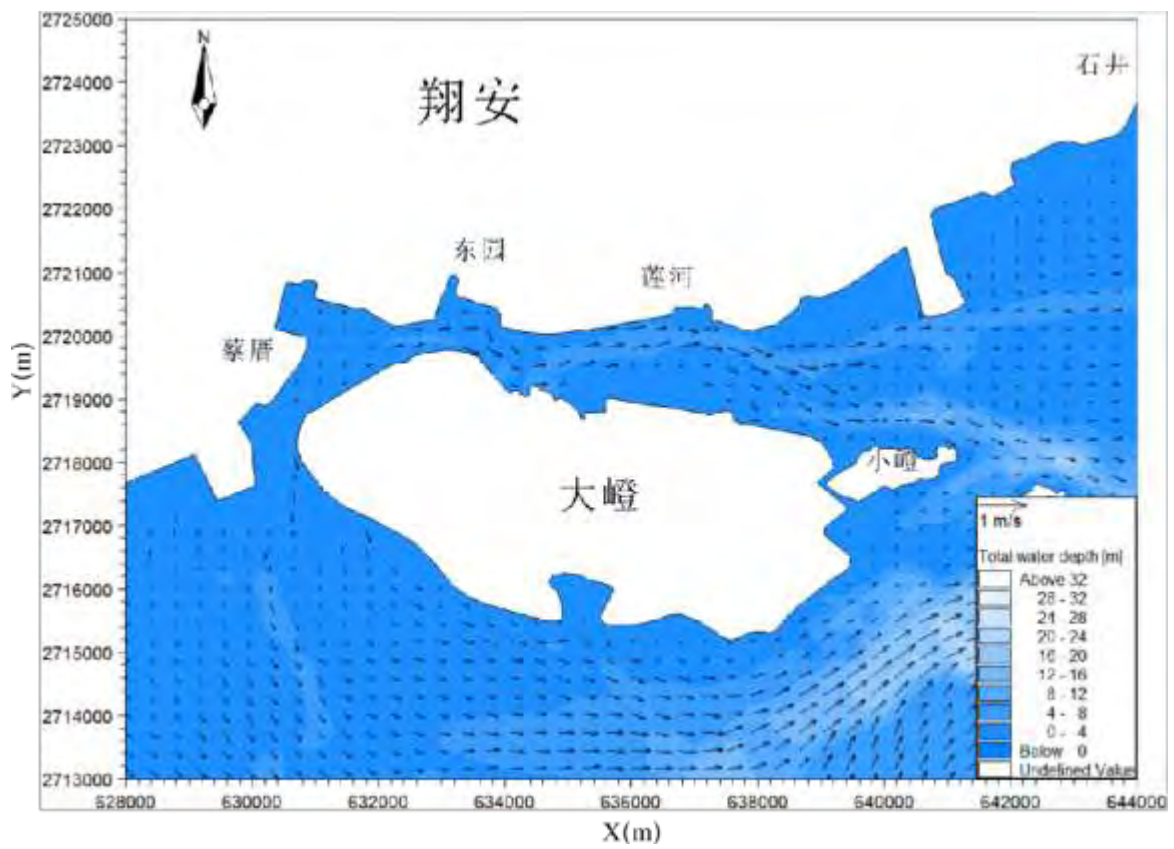 N
石井
翔安
东园
莲河
蔡厝
小嶝
大嶝
2725000
2724000
2723000
2722000
2721000
2720000
2719000
2718000
2717000
2716000
2715000
2714000
2713000
Y(m)
1 m/s
Total water depth [m]
Above 32
28 - 32
24 - 28
20 - 24
16 - 20
12 - 16
8 - 12
4 - 8
0 - 4
Below 0
Undefined Value
628000 630000 632000 634000 636000 638000 640000 642000 644000
X(m)